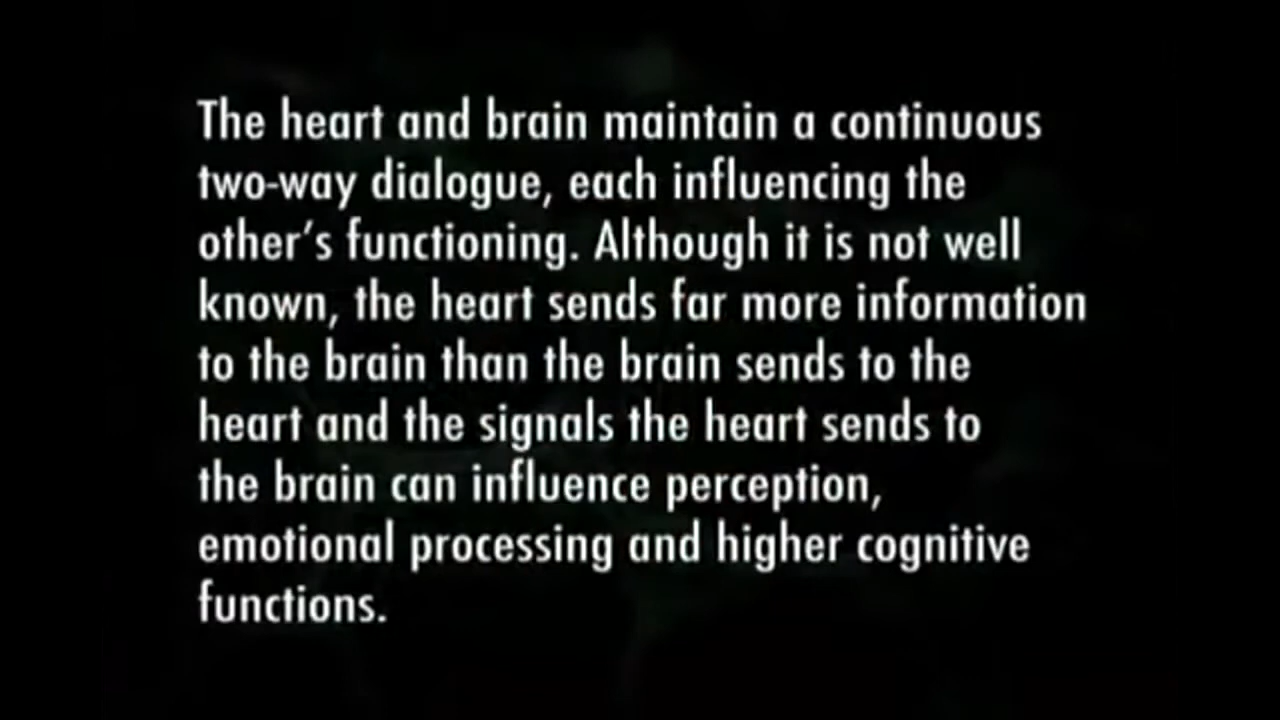 The heart and brain maintain a continuous
two-way dialogue, each influencing the
other’s functioning. Although it is not well
known, the heart sends far more information
to the brain than the brain sends to the
heart and the signals the heart sends to
the brain can influence perception,
emotional processing and higher cognitive
functions.